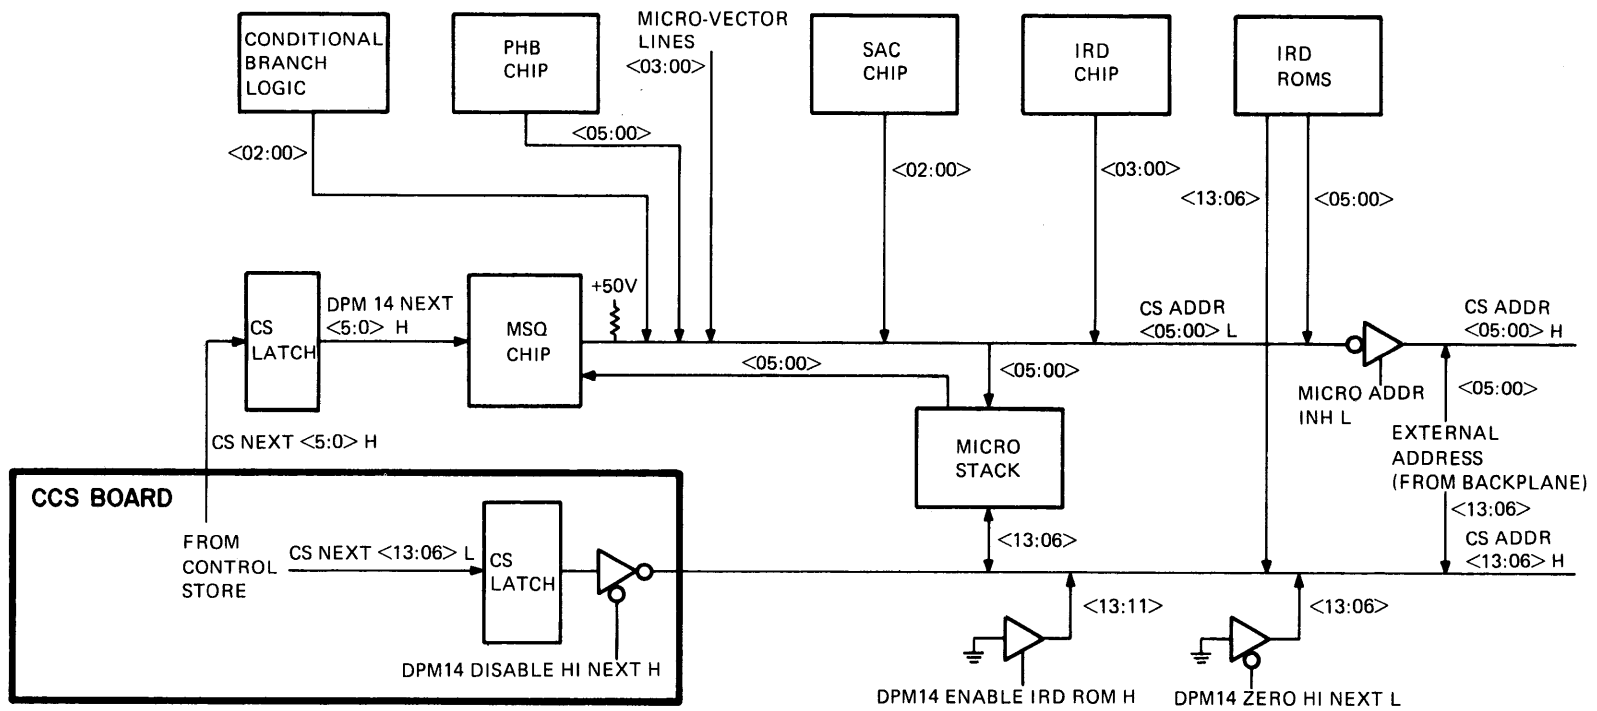 CONDITIONAL
BRANCH
LOGIC
PHB
CHIP
MICRO-VECTOR
LINES
<03:00>
SAC
CHIP
IRD
CHIP
IRD
ROMS
<02:00>
<05:00>
<02:00>
<03:00>
<13:06>
<05:00>
CS
LATCH
DPM 14 NEXT
<5:0> H
MSQ
CHIP
+50V
CS ADDR
<05:00> L
CS ADDR
<05:00> H
<05:00>
<05:00>
MICRO ADDR
INH L
<05:00>
CS NEXT <5:0> H
MICRO
STACK
EXTERNAL
ADDRESS
(FROM BACKPLANE)
<13:06>
CCS BOARD
FROM
CONTROL
STORE
CS NEXT <13:06> L
CS
LATCH
<13:06>
CS ADDR
<13:06> H
<13:11>
<13:06>
DPM14 DISABLE HI NEXT H
DPM14 ENABLE IRD ROM H
DPM14 ZERO HI NEXT L